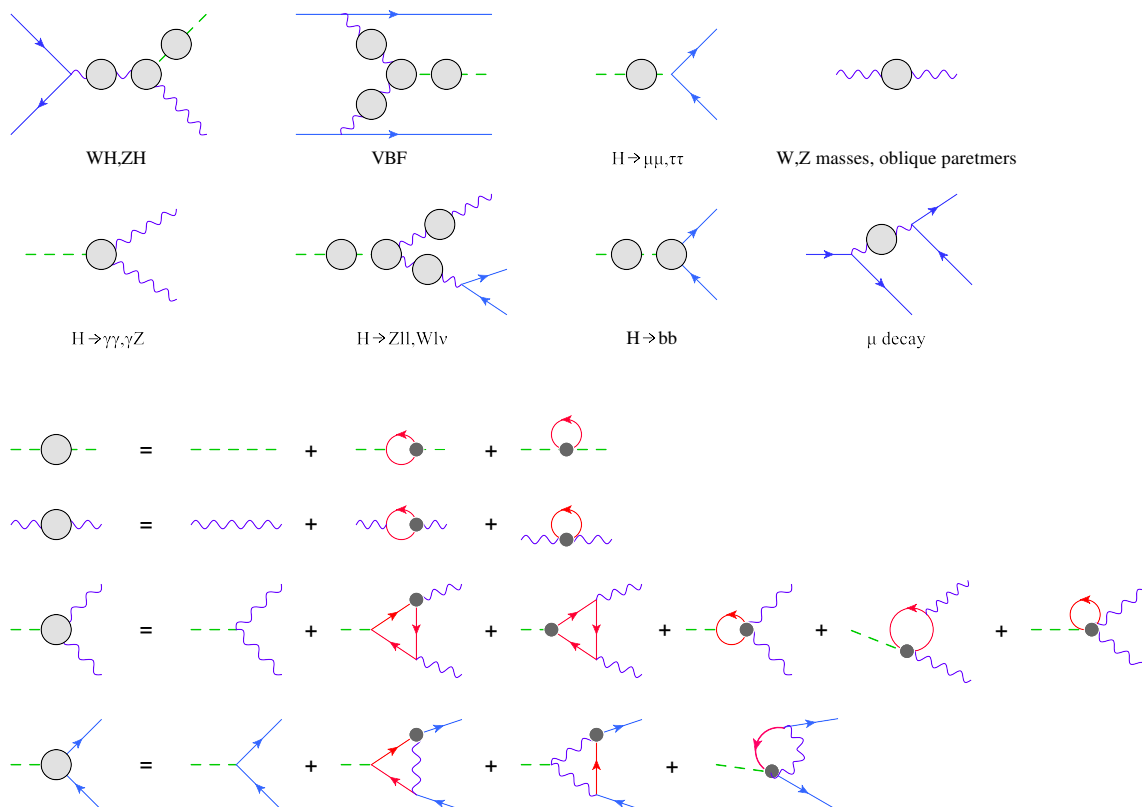 WH,ZH
VBF
H→μμ,ττ
W,Z masses, oblique paretmers
H→γγ,γZ
H→Zll,Wlν
H→bb
μ decay
= + +
= + +
= + + + + +
= + + +